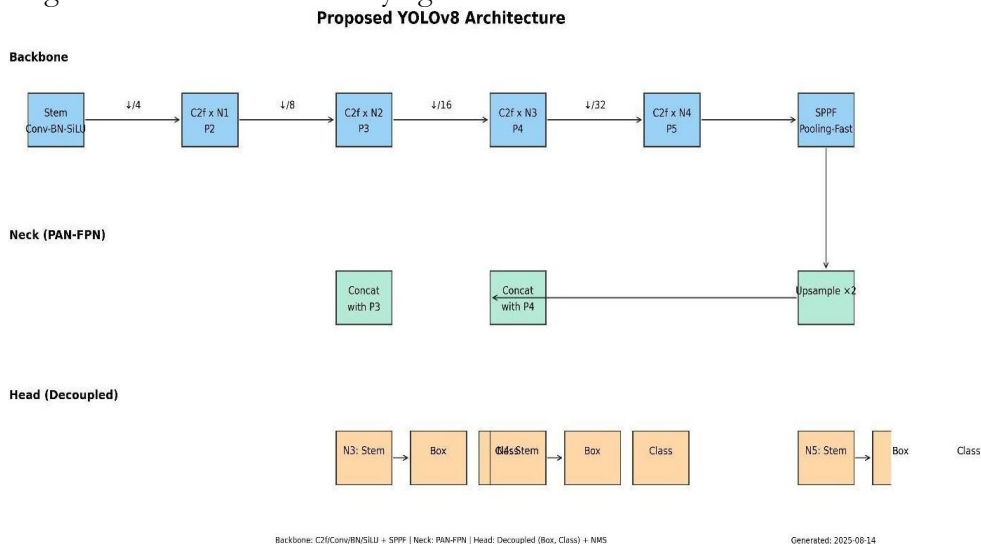 Proposed YOLOv8 Architecture
Backbone
↓/4
↓/8
↓/16
↓/32
Stem
Conv-BN-SiLU
C2f x N1
P2
C2f x N2
P3
C2f x N3
P4
C2f x N4
P5
SPPF
Pooling-Fast
Neck (PAN-FPN)
Concat
with P3
Concat
with P4
Upsample ×2
Head (Decoupled)
N3: Stem
Box
Class
N4: Stem
Box
Class
N5: Stem
Box
Class
Backbone: C2f/Conv/BN/SiLU + SPPF | Neck: PAN-FPN | Head: Decoupled (Box, Class) + NMS
Generated: 2025-08-14